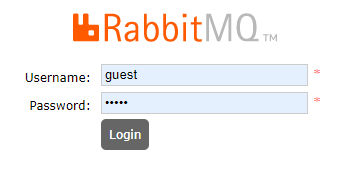 RabbitMQ™
Username: guest *
Password: ••••• *
Login